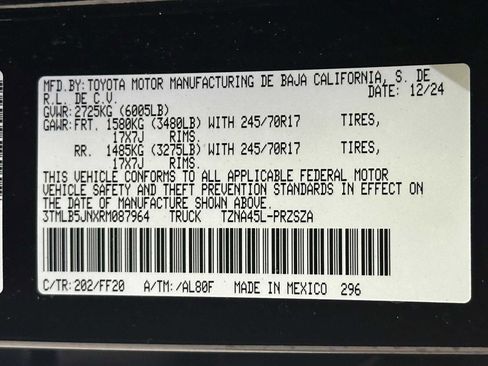 MFD.BY: TOYOTA MOTOR MANUFACTURING DE BAJA CALIFORNIA, S. DE
R.L. DE C.V. DATE: 12/24
GVWR: 2725KG (6005LB)
GAWR: FRT. 1580KG (3480LB) WITH 245/70R17 TIRES,
17X7J RIMS.
RR. 1485KG (3275LB) WITH 245/70R17 TIRES,
17X7J RIMS.
THIS VEHICLE CONFORMS TO ALL APPLICABLE FEDERAL MOTOR
VEHICLE SAFETY AND THEFT PREVENTION STANDARDS IN EFFECT ON
THE DATE OF MANUFACTURE SHOWN ABOVE.
3TMLB5JNXRM087964 TRUCK TZNA45L-PRZSZA
C/TR: 202/FF20 A/TM: /AL80F MADE IN MEXICO 296